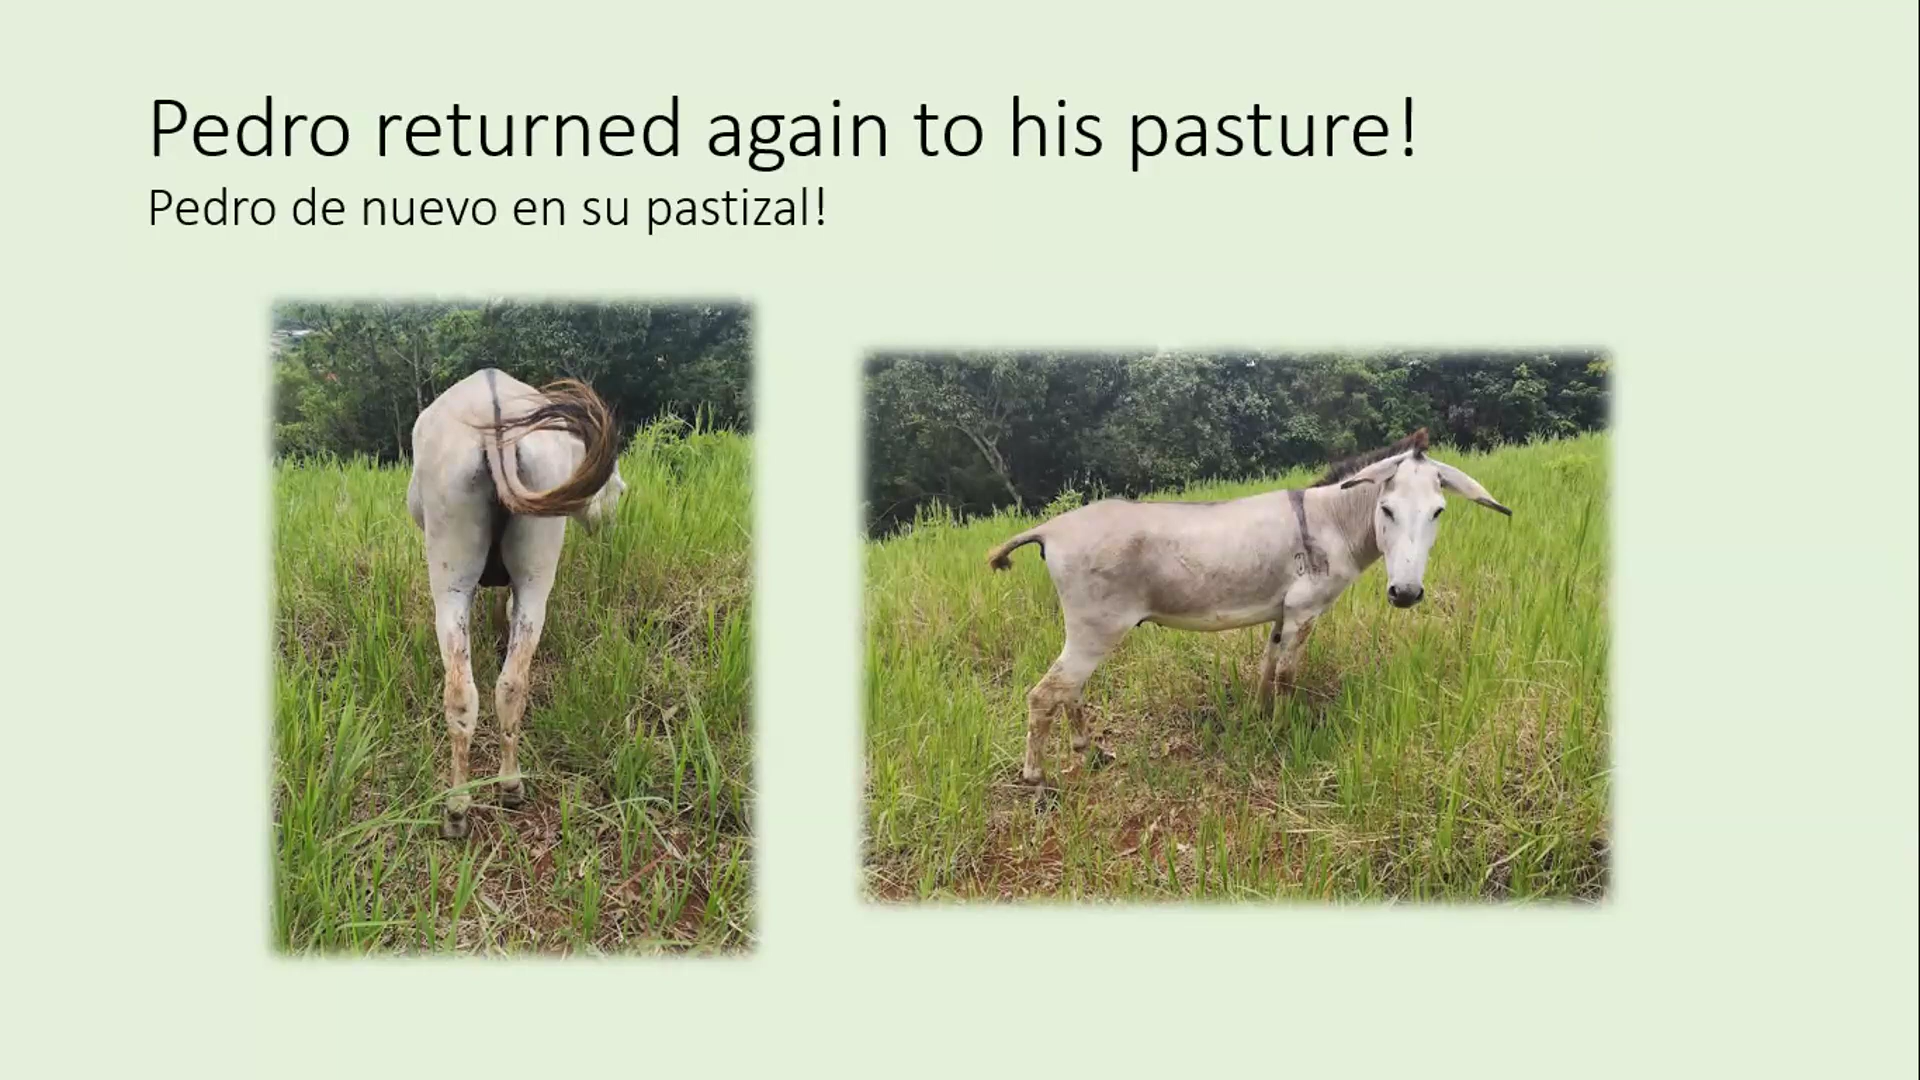 Pedro returned again to his pasture!
Pedro de nuevo en su pastizal!